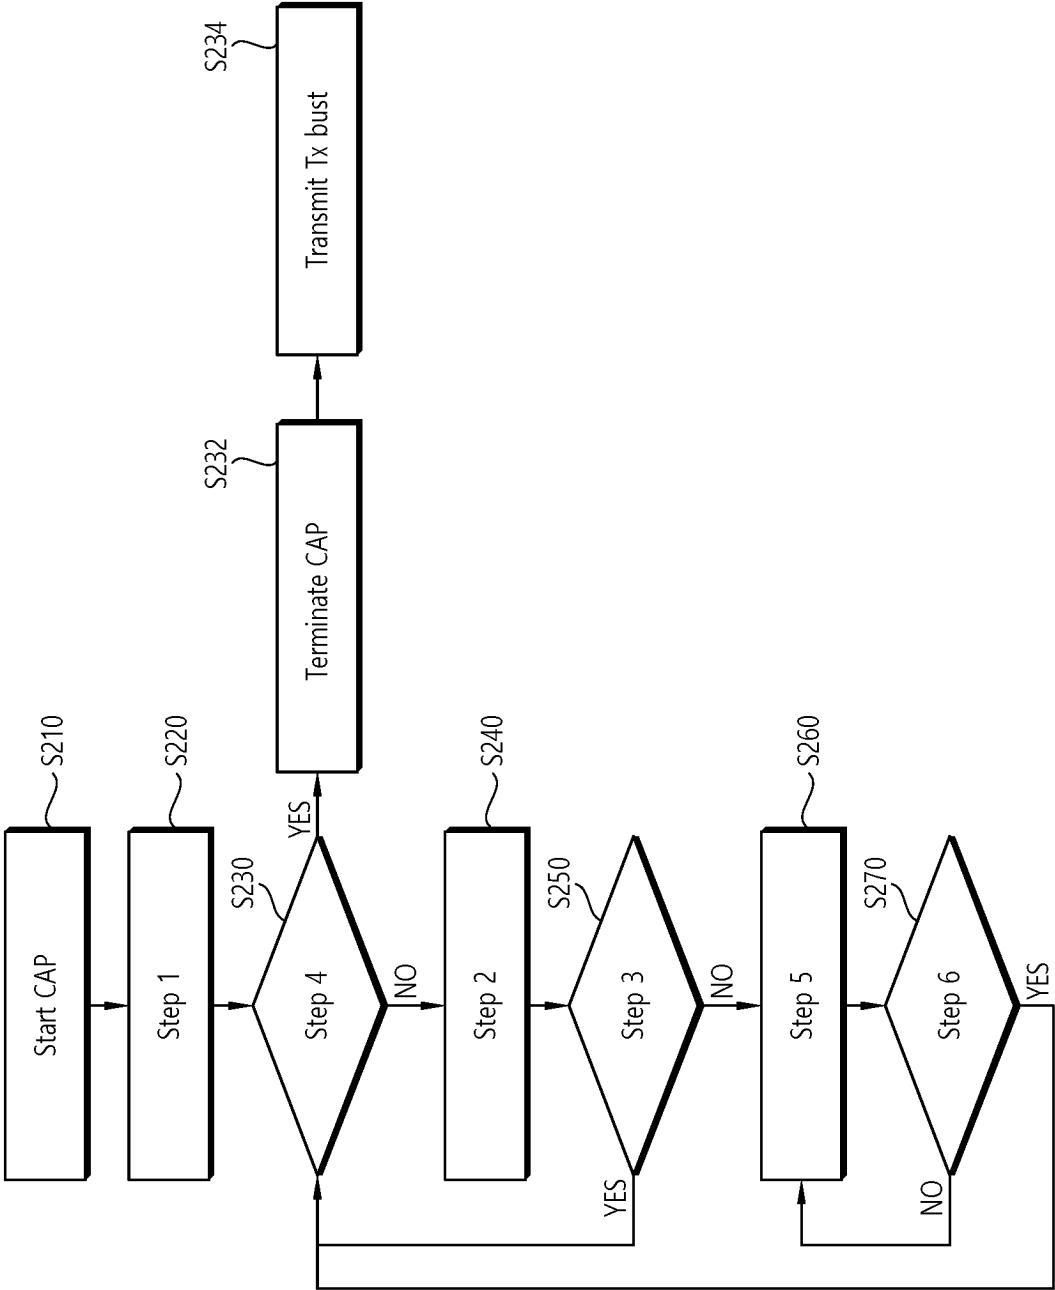 Start CAP
S210
Step 1
S220
Step 4
S230
YES
NO
Terminate CAP
S232
Transmit Tx bust
S234
Step 2
S240
Step 3
S250
YES
NO
Step 5
S260
Step 6
S270
NO
YES